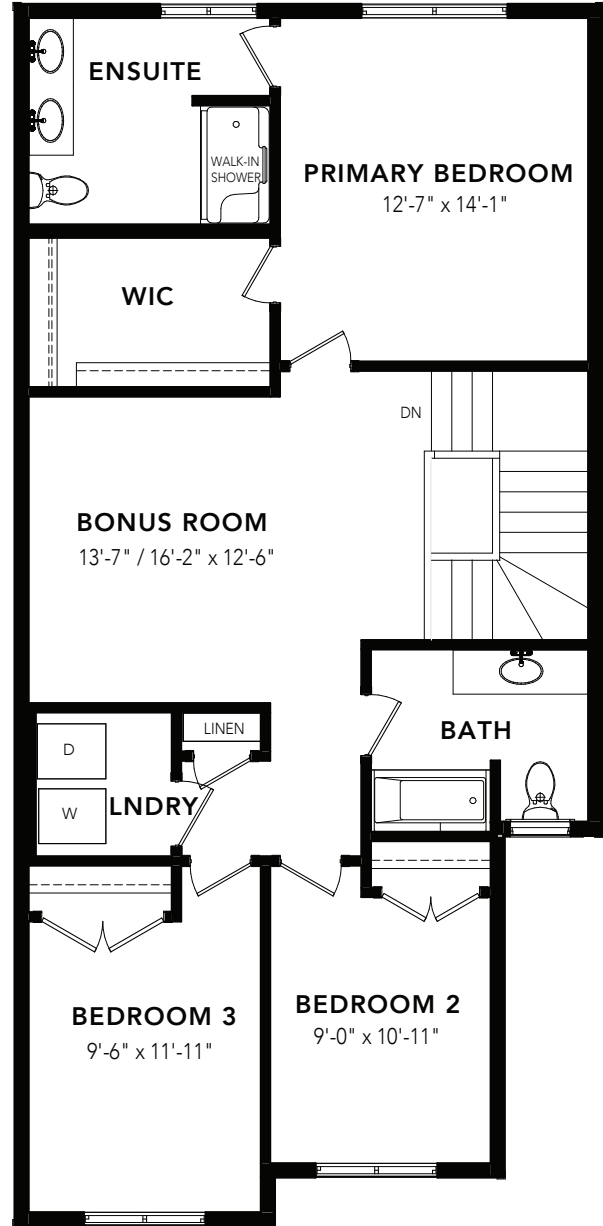 ENSUITE
WALK-IN
SHOWER
PRIMARY BEDROOM
12'-7" x 14'-1"
WIC
DN
BONUS ROOM
13'-7" / 16'-2" x 12'-6"
LINEN
D
BATH
W
LNDRY
BEDROOM 2
9'-0" x 10'-11"
BEDROOM 3
9'-6" x 11'-11"